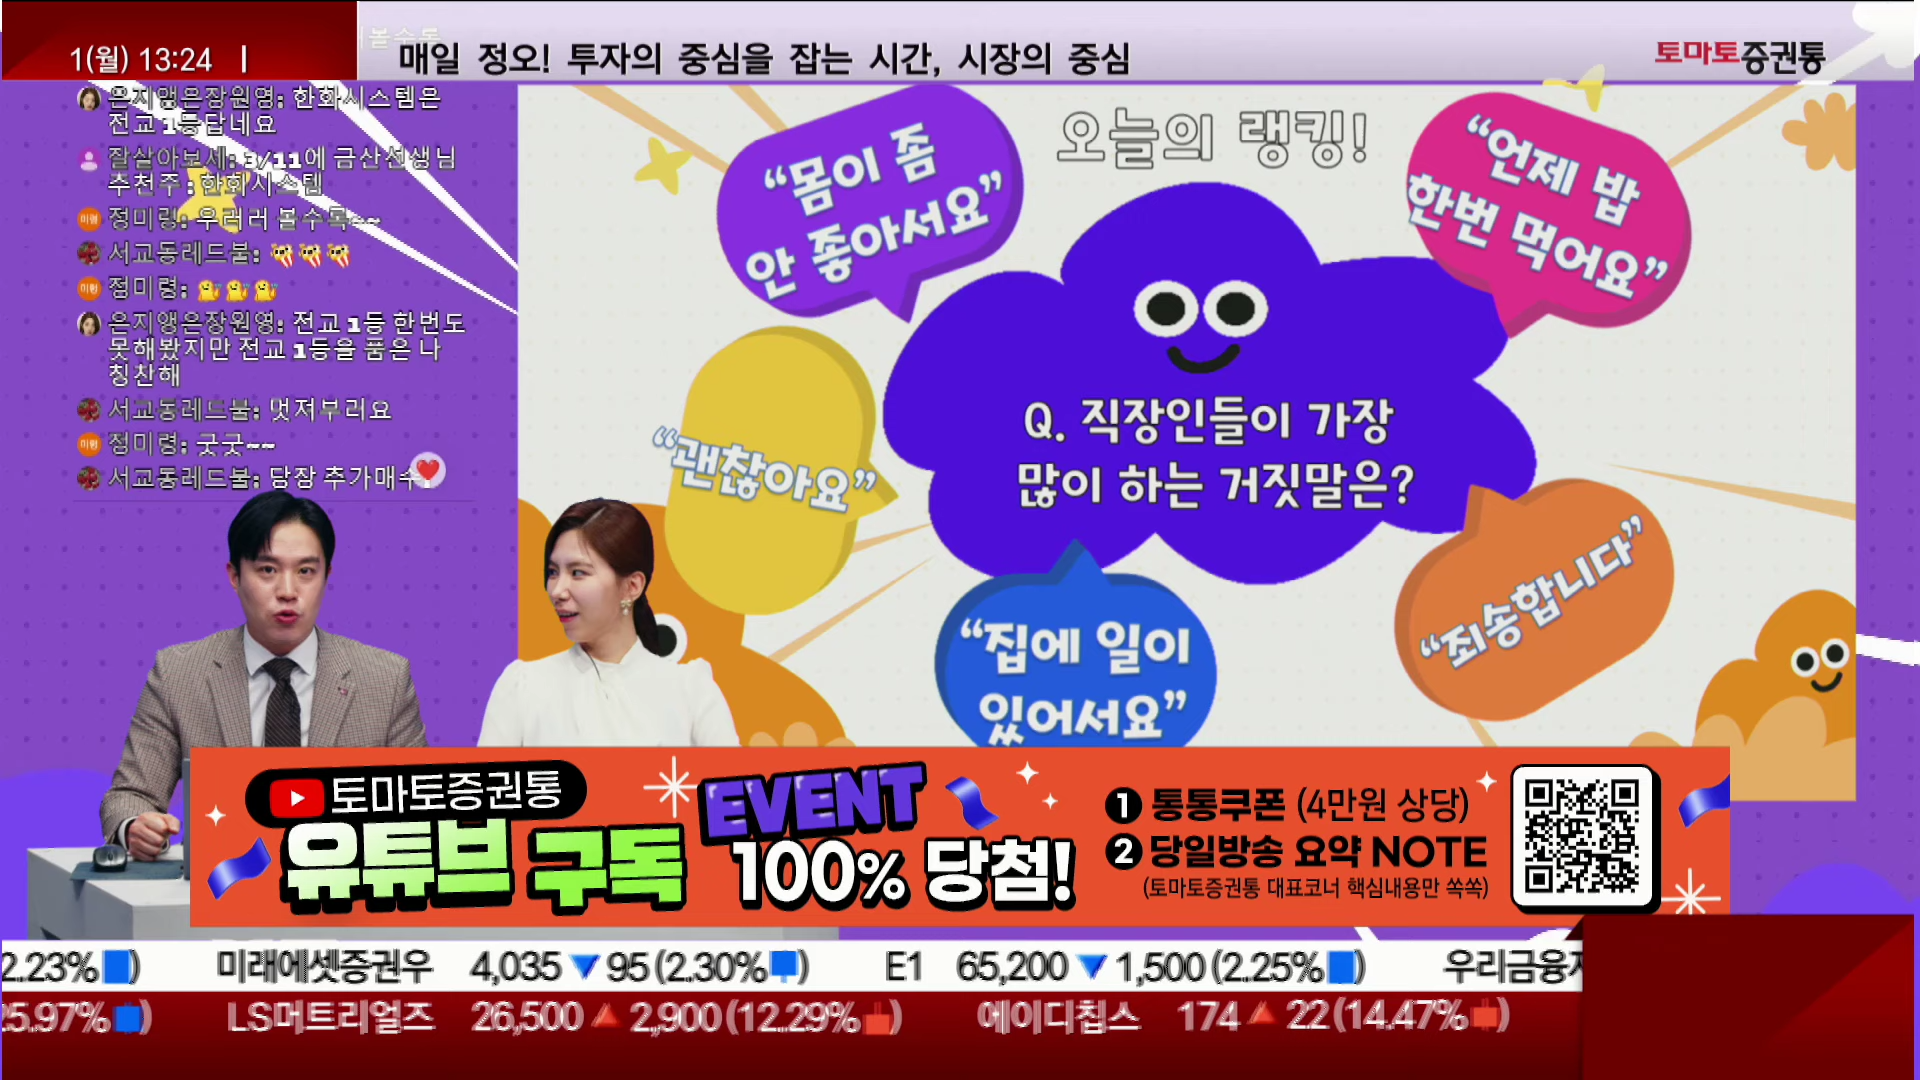 1(월) 13:24
매일 정오! 투자의 중심을 잡는 시간, 시장의 중심
토마토증권통
은지앵은장원영: 한화시스템은
전교 1등답네요
잘살아보세: 3/11에 금산선생님
추천주 : 한화시스템
정미령: 우러러 볼수록~~
서교동레드불:
정미령:
은지앵은장원영: 전교 1등 한번도
못해봤지만 전교 1등을 품은 나
칭찬해
서교동레드불: 멋져부러요
정미령: 굿굿~~
서교동레드불: 당장 추가매수
오늘의 랭킹!
“몸이 좀
안 좋아서요”
“언제 밥
한번 먹어요”
“괜찮아요”
Q. 직장인들이 가장
많이 하는 거짓말은?
“죄송합니다”
“집에 일이
있어서요”
토마토증권통
유튜브 구독
EVENT
100% 당첨!
1 통통쿠폰 (4만원 상당)
2 당일방송 요약 NOTE
(토마토증권통 대표코너 핵심내용만 쏙쏙)
2.23% ) 미래에셋증권우 4,035 ▼ 95 (2.30% ) E1 65,200 ▼ 1,500 (2.25% ) 우리금융지
25.97% ) LS머트리얼즈 26,500 ▲ 2,900 (12.29% ) 에이디칩스 174 ▲ 22 (14.47% )